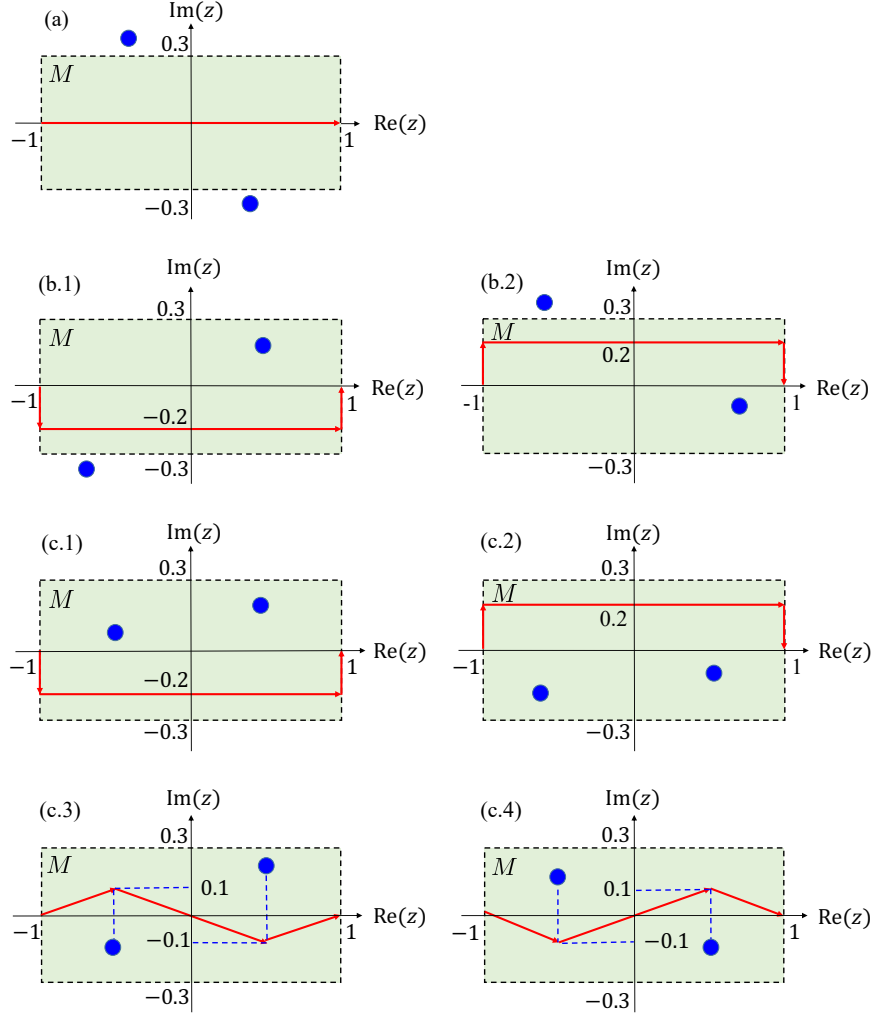 (a)
Im(z)
0.3
M
Re(z)
−1
1
−0.3
(b.1)
Im(z)
0.3
M
Re(z)
−1
−0.2
1
−0.3
(b.2)
Im(z)
0.3
M
0.2
Re(z)
-1
1
−0.3
(c.1)
Im(z)
0.3
M
Re(z)
−1
−0.2
1
−0.3
(c.2)
Im(z)
0.3
M
0.2
Re(z)
−1
1
−0.3
(c.3)
Im(z)
0.3
M
0.1
Re(z)
−1
−0.1
1
−0.3
(c.4)
Im(z)
0.3
M
0.1
Re(z)
−1
−0.1
1
−0.3